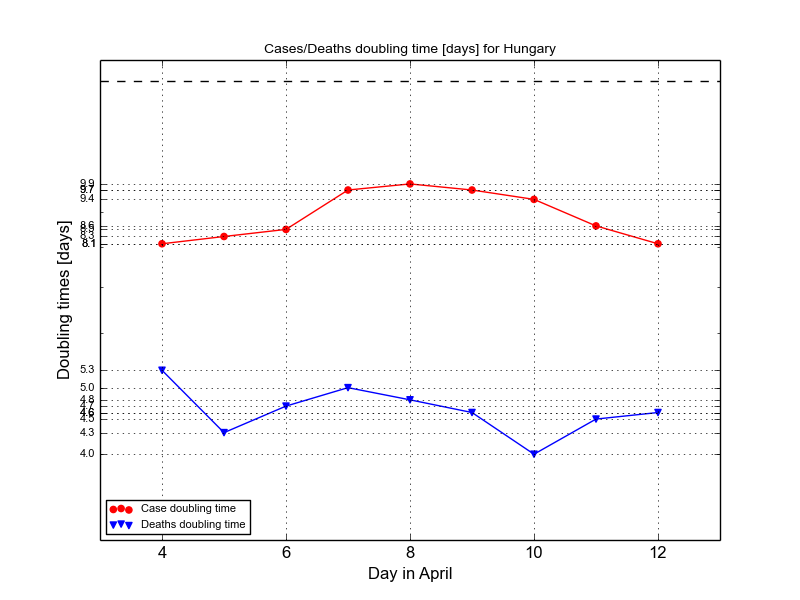 Cases/Deaths doubling time [days] for Hungary
Doubling times [days]
9.9
9.7
9.4
8.6
8.3
8.1
5.3
5.0
4.8
4.7
4.6
4.5
4.3
4.0
Case doubling time
Deaths doubling time
4 6 8 10 12
Day in April